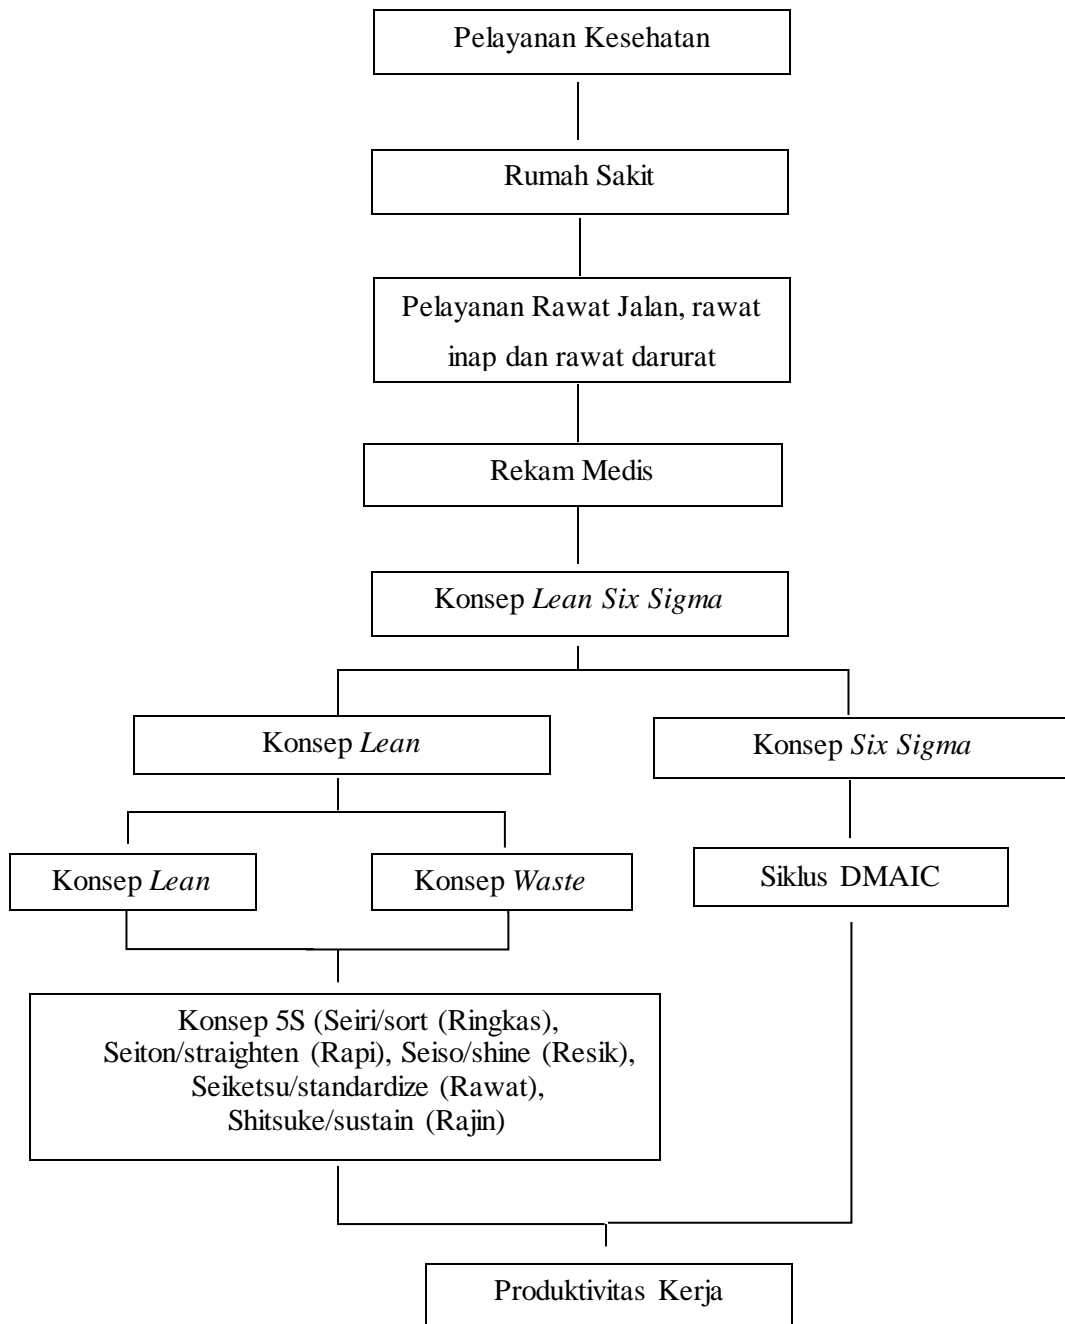 Pelayanan Kesehatan
Rumah Sakit
Pelayanan Rawat Jalan, rawat
inap dan rawat darurat
Rekam Medis
Konsep Lean Six Sigma
Konsep Lean
Konsep Six Sigma
Konsep Lean
Konsep Waste
Siklus DMAIC
Konsep 5S (Seiri/sort (Ringkas),
Seiton/straighten (Rapi), Seiso/shine (Resik),
Seiketsu/standardize (Rawat),
Shitsuke/sustain (Rajin)
Produktivitas Kerja